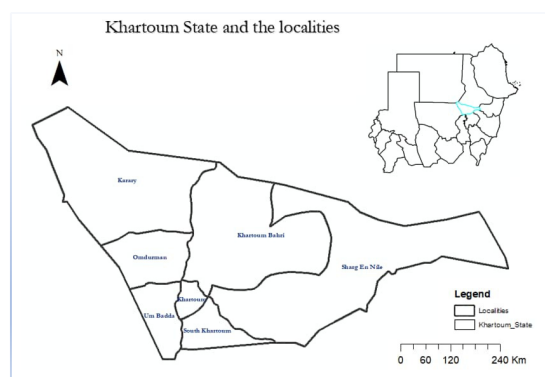 Khartoum State and the localities
N
Karary
Khartoum Bahri
Omdurman
Sharg En Nile
Khartoum
Um Badda
South Khartoum
Legend
Localities
Khartoum_State
0 60 120 240 Km